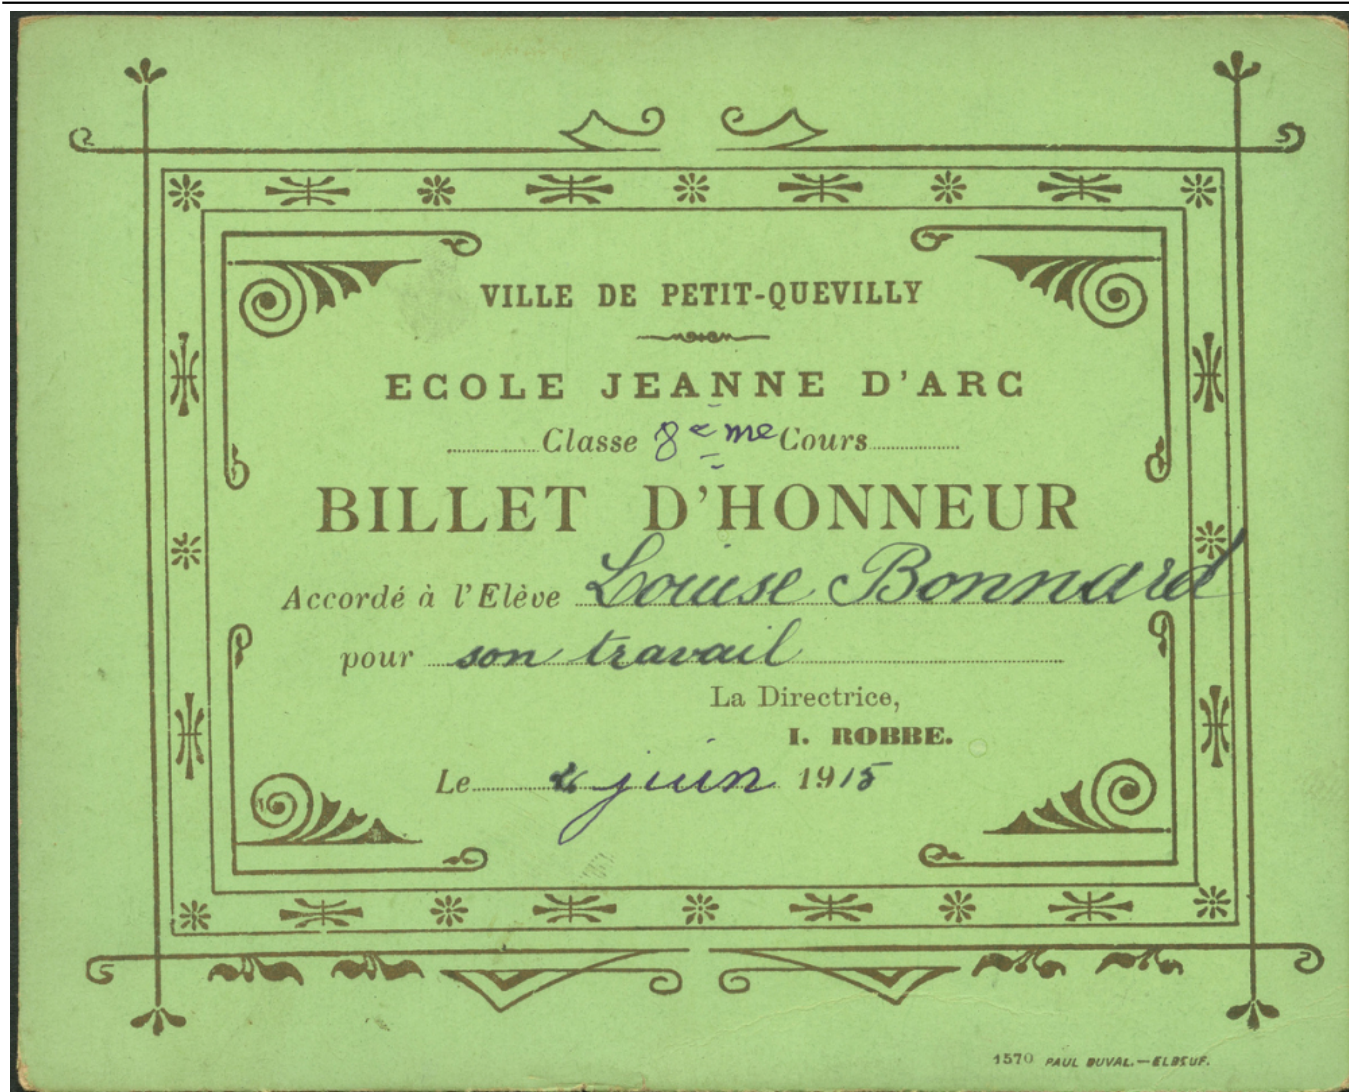 VILLE DE PETIT-QUEVILLY
ECOLE JEANNE D'ARC
Classe 8ème Cours
BILLET D'HONNEUR
Accordé à l'Elève Louise Bonnard
pour son travail
La Directrice,
I. ROBBE.
Le juin 1915
1570 PAUL DUVAL.—ELBEUF.